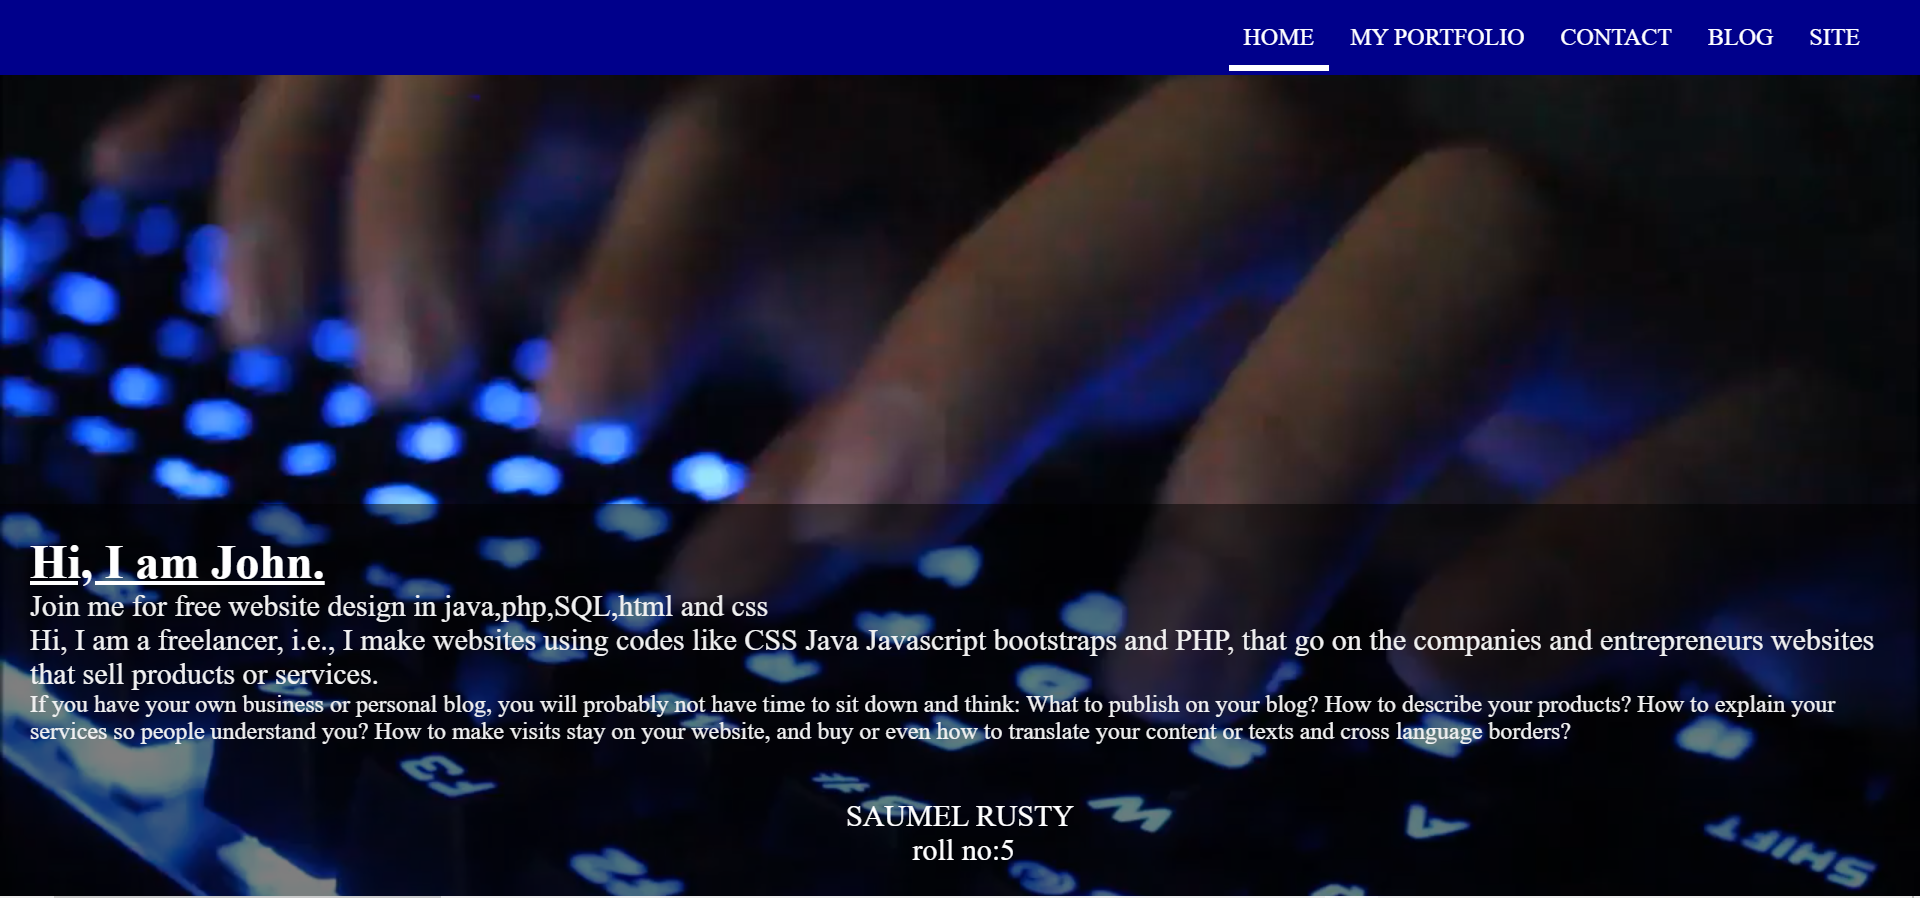 HOME MY PORTFOLIO CONTACT BLOG SITE
Hi, I am John.
Join me for free website design in java,php,SQL,html and css
Hi, I am a freelancer, i.e., I make websites using codes like CSS Java Javascript bootstraps and PHP, that go on the companies and entrepreneurs websites
that sell products or services.
If you have your own business or personal blog, you will probably not have time to sit down and think: What to publish on your blog? How to describe your products? How to explain your
services so people understand you? How to make visits stay on your website, and buy or even how to translate your content or texts and cross language borders?
F3
#
W
A
SHIFT
SAUMEL RUSTY
roll no:5
F2
@